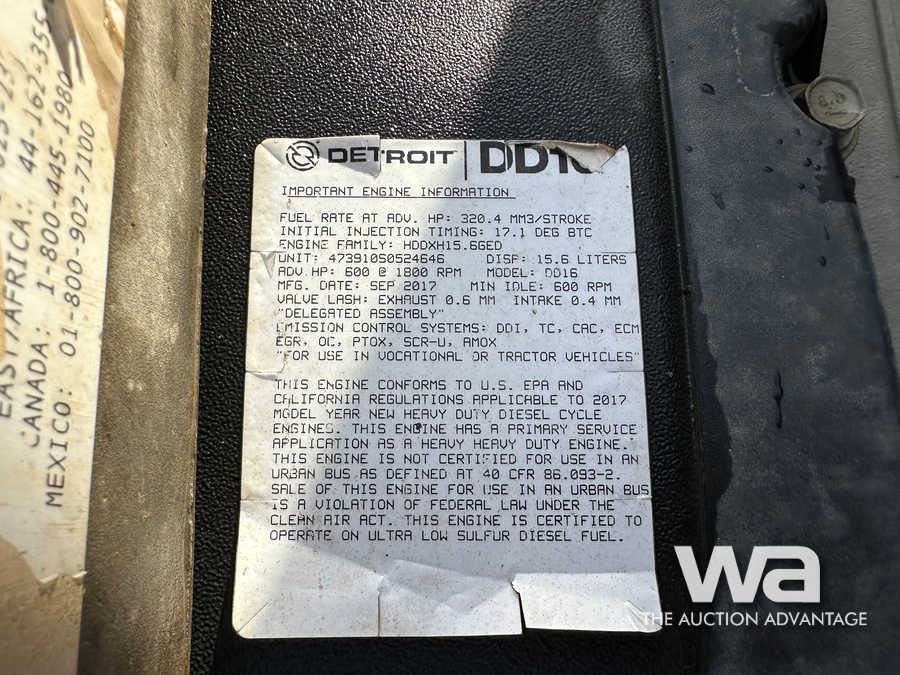 EAST/AFRICA: 44-162-355
CANADA: 1-800-445-1980
MEXICO: 01-800-902-7100
DETROIT DD16
IMPORTANT ENGINE INFORMATION
FUEL RATE AT ADV. HP: 320.4 MM3/STROKE
INITIAL INJECTION TIMING: 17.1 DEG BTC
ENGINE FAMILY: HDDXH15.6GED
UNIT: 473910S0524646 DISP: 15.6 LITERS
ADV.HP: 600 @ 1800 RPM MODEL: DD16
MFG. DATE: SEP 2017 MIN IDLE: 600 RPM
VALVE LASH: EXHAUST 0.6 MM INTAKE 0.4 MM
"DELEGATED ASSEMBLY"
EMISSION CONTROL SYSTEMS: DDI, TC, CAC, ECM
EGR, OC, PTOX, SCR-U, AMOX
"FOR USE IN VOCATIONAL OR TRACTOR VEHICLES"
THIS ENGINE CONFORMS TO U.S. EPA AND
CALIFORNIA REGULATIONS APPLICABLE TO 2017
MODEL YEAR NEW HEAVY DUTY DIESEL CYCLE
ENGINES. THIS ENGINE HAS A PRIMARY SERVICE
APPLICATION AS A HEAVY HEAVY DUTY ENGINE.
THIS ENGINE IS NOT CERTIFIED FOR USE IN AN
URBAN BUS AS DEFINED AT 40 CFR 86.093-2.
SALE OF THIS ENGINE FOR USE IN AN URBAN BUS
IS A VIOLATION OF FEDERAL LAW UNDER THE
CLEAN AIR ACT. THIS ENGINE IS CERTIFIED TO
OPERATE ON ULTRA LOW SULFUR DIESEL FUEL.
wa
THE AUCTION ADVANTAGE